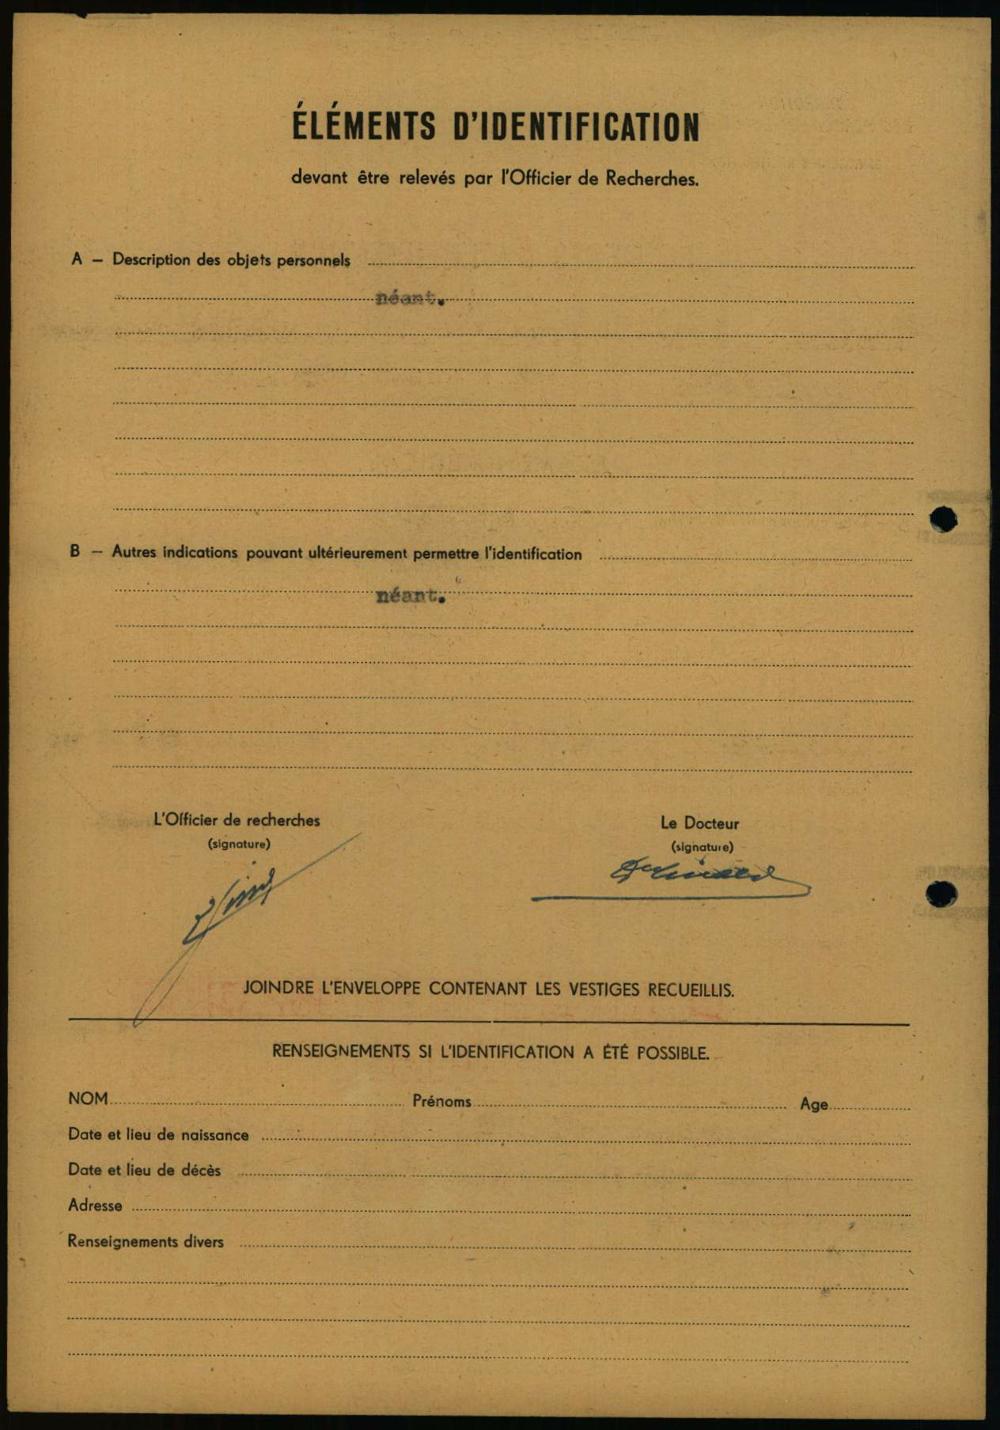 ÉLÉMENTS D'IDENTIFICATION
devant être relevés par l'Officier de Recherches.
A – Description des objets personnels
néant.
B – Autres indications pouvant ultérieurement permettre l'identification
néant.
L'Officier de recherches
(signature)
Le Docteur
(signature)
JOINDRE L'ENVELOPPE CONTENANT LES VESTIGES RECUEILLIS.
RENSEIGNEMENTS SI L'IDENTIFICATION A ÉTÉ POSSIBLE.
NOM Prénoms Age
Date et lieu de naissance
Date et lieu de décès
Adresse
Renseignements divers